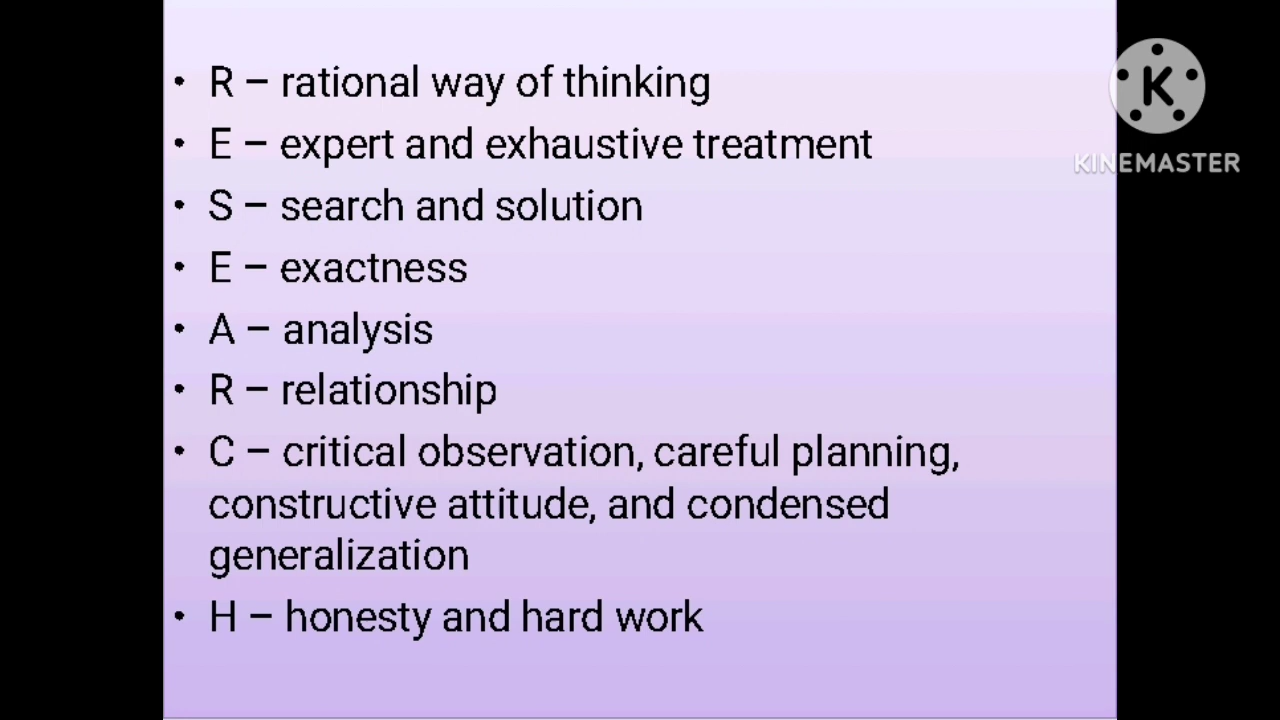 • R – rational way of thinking
• E – expert and exhaustive treatment
• S – search and solution
• E – exactness
• A – analysis
• R – relationship
• C – critical observation, careful planning,
constructive attitude, and condensed
generalization
• H – honesty and hard work
K
KINEMASTER